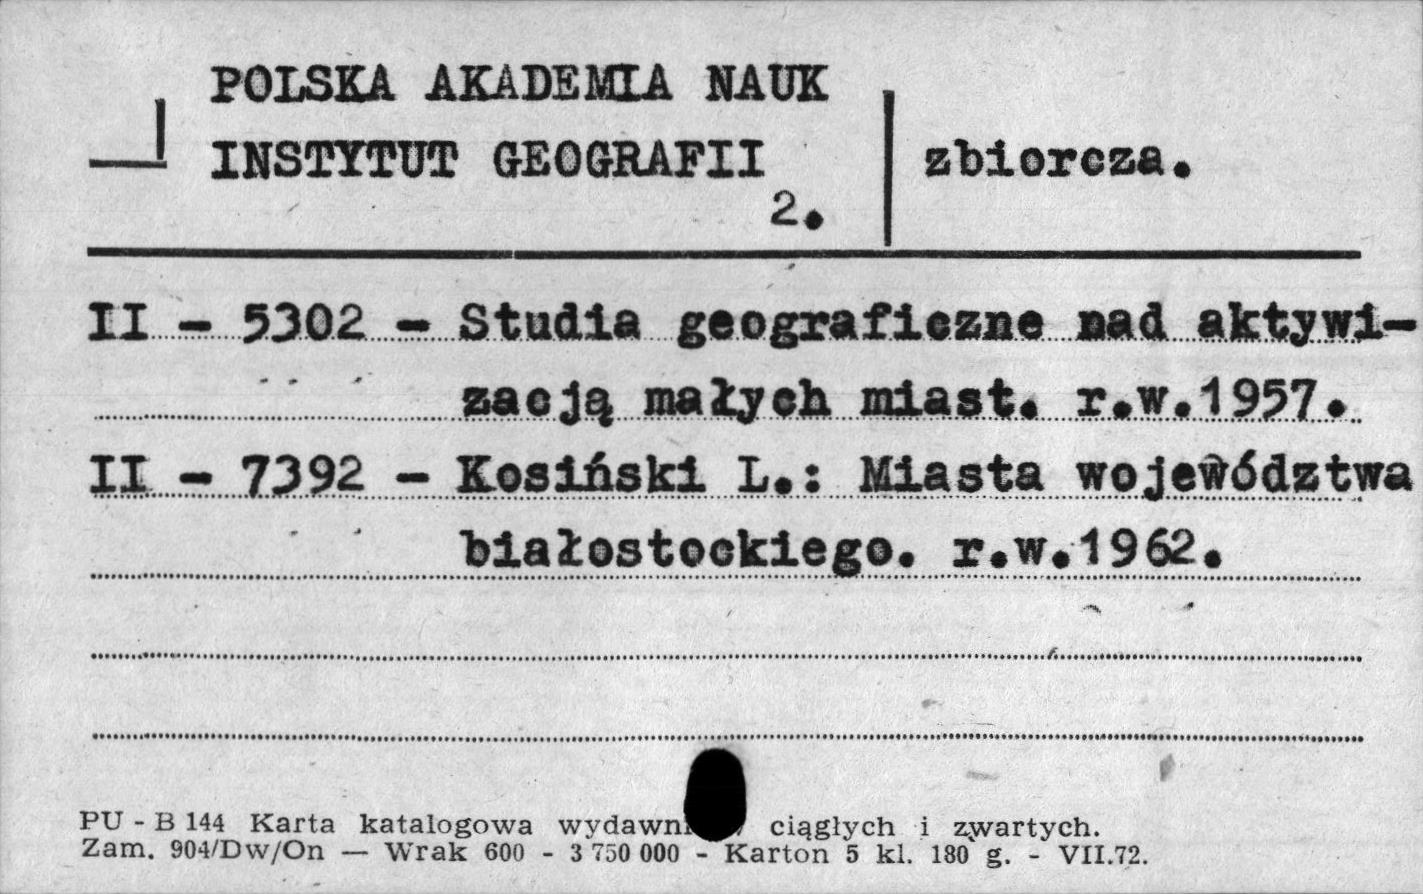 POLSKA AKADEMIA NAUK
INSTYTUT GEOGRAFII
2.
zbiorcza.
II - 5302 - Studia geograficzne nad aktywi-
zacją małych miast. r.w.1957.
II - 7392 - Kosiński L.: Miasta województwa
białostockiego. r.w.1962.
PU - B 144 Karta katalogowa ciągłych i zwartych.
Zam. 904/Dw/On — Wrak 600 - 3 750 000 - Karton 5 kl. 180 g. - VII.72.